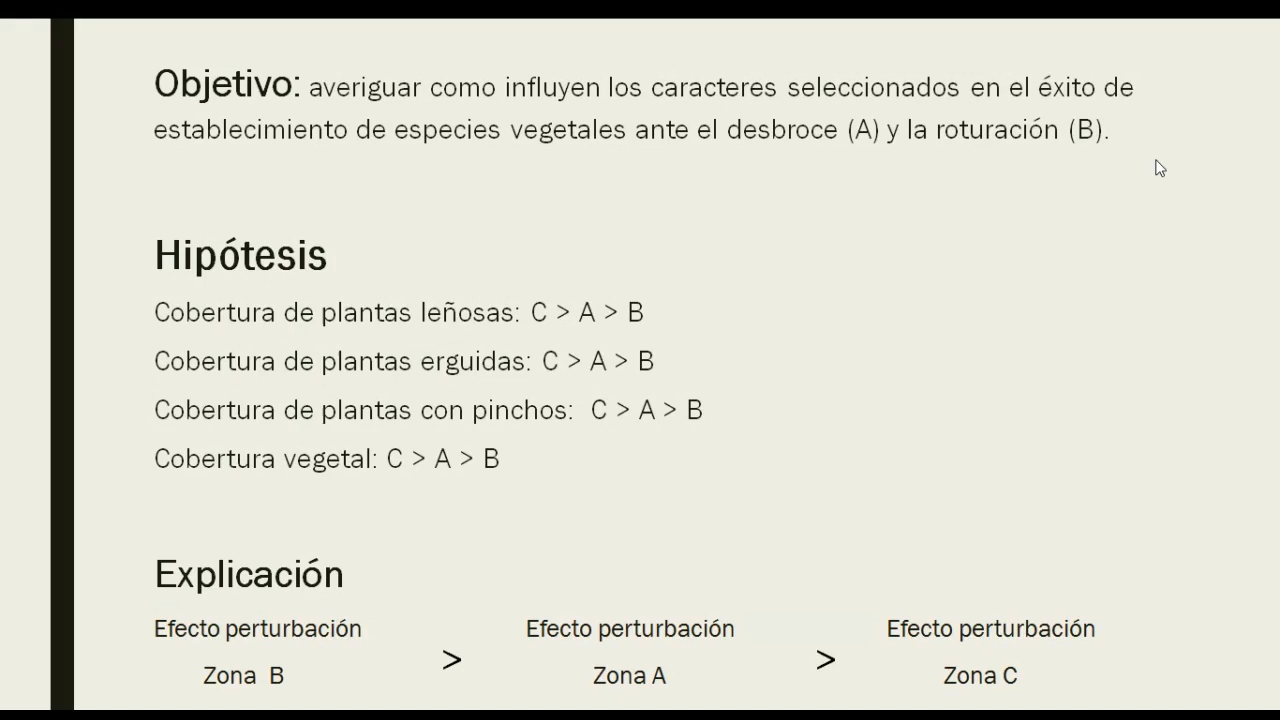 Objetivo: averiguar como influyen los caracteres seleccionados en el éxito de
establecimiento de especies vegetales ante el desbroce (A) y la roturación (B).
Hipótesis
Cobertura de plantas leñosas: C > A > B
Cobertura de plantas erguidas: C > A > B
Cobertura de plantas con pinchos: C > A > B
Cobertura vegetal: C > A > B
Explicación
Efecto perturbación Efecto perturbación Efecto perturbación
> >
Zona B Zona A Zona C